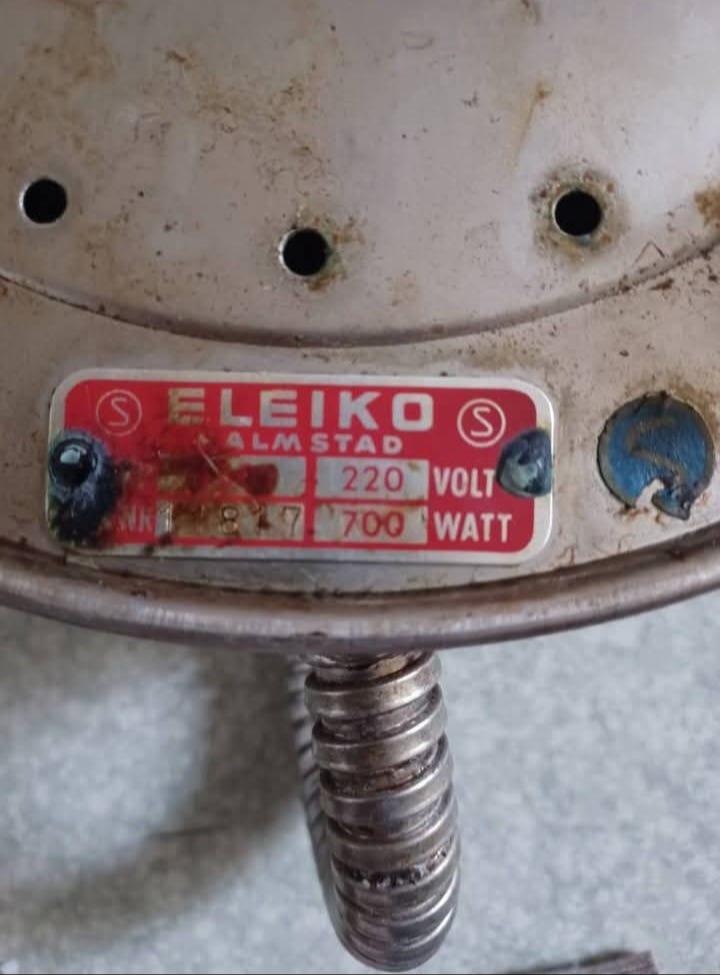 S ELEIKO S
ALMSTAD
220 VOLT
700 WATT
S